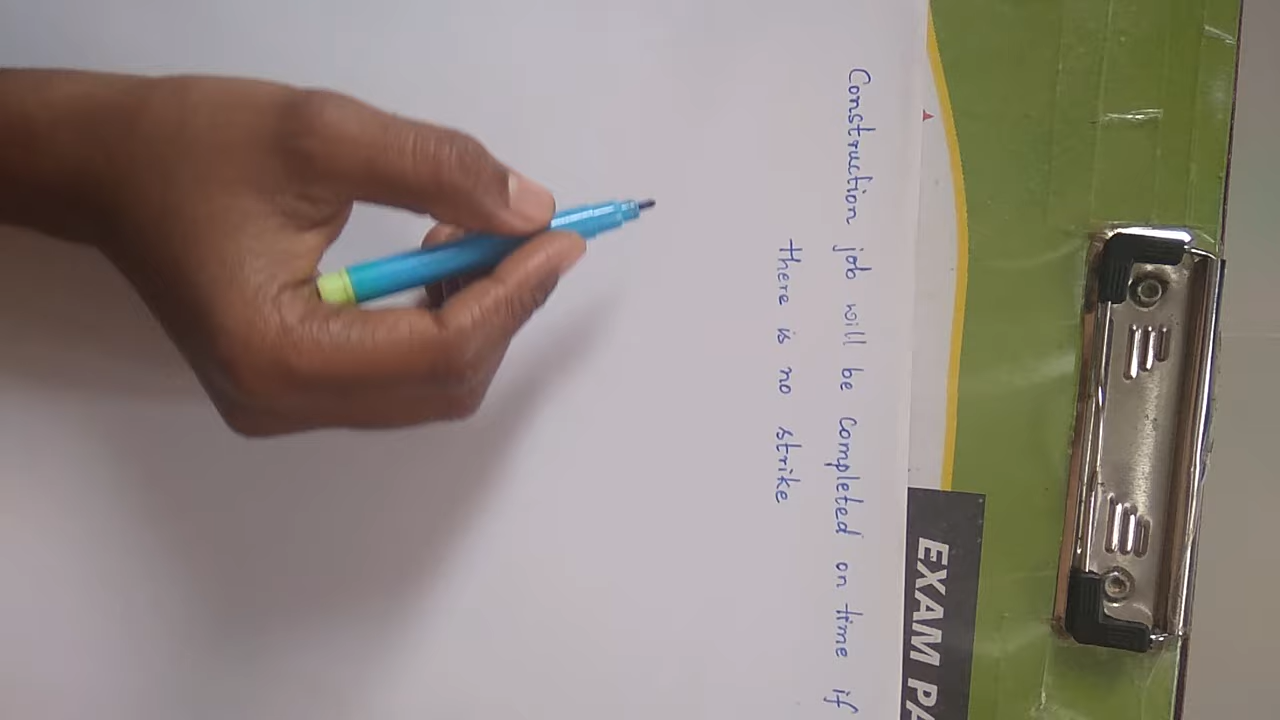 Construction job will be completed on time if
there is no strike
EXAM PA